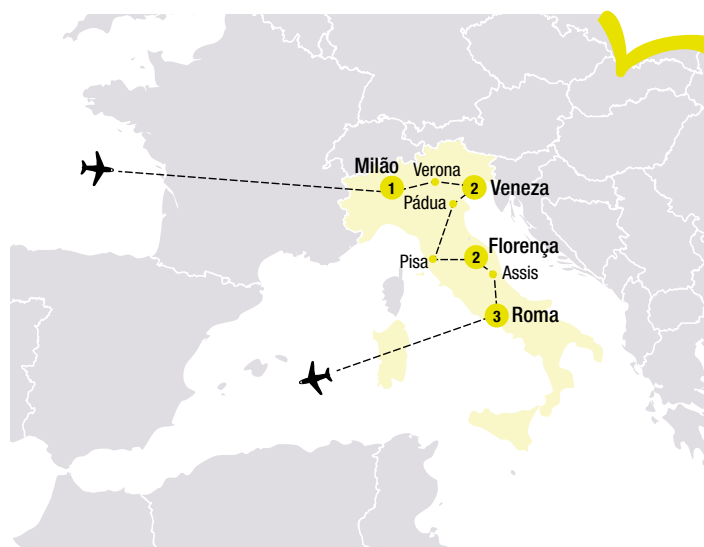 Milão
Verona
1
2
Veneza
Pádua
Florença
Pisa
2
Assis
3
Roma